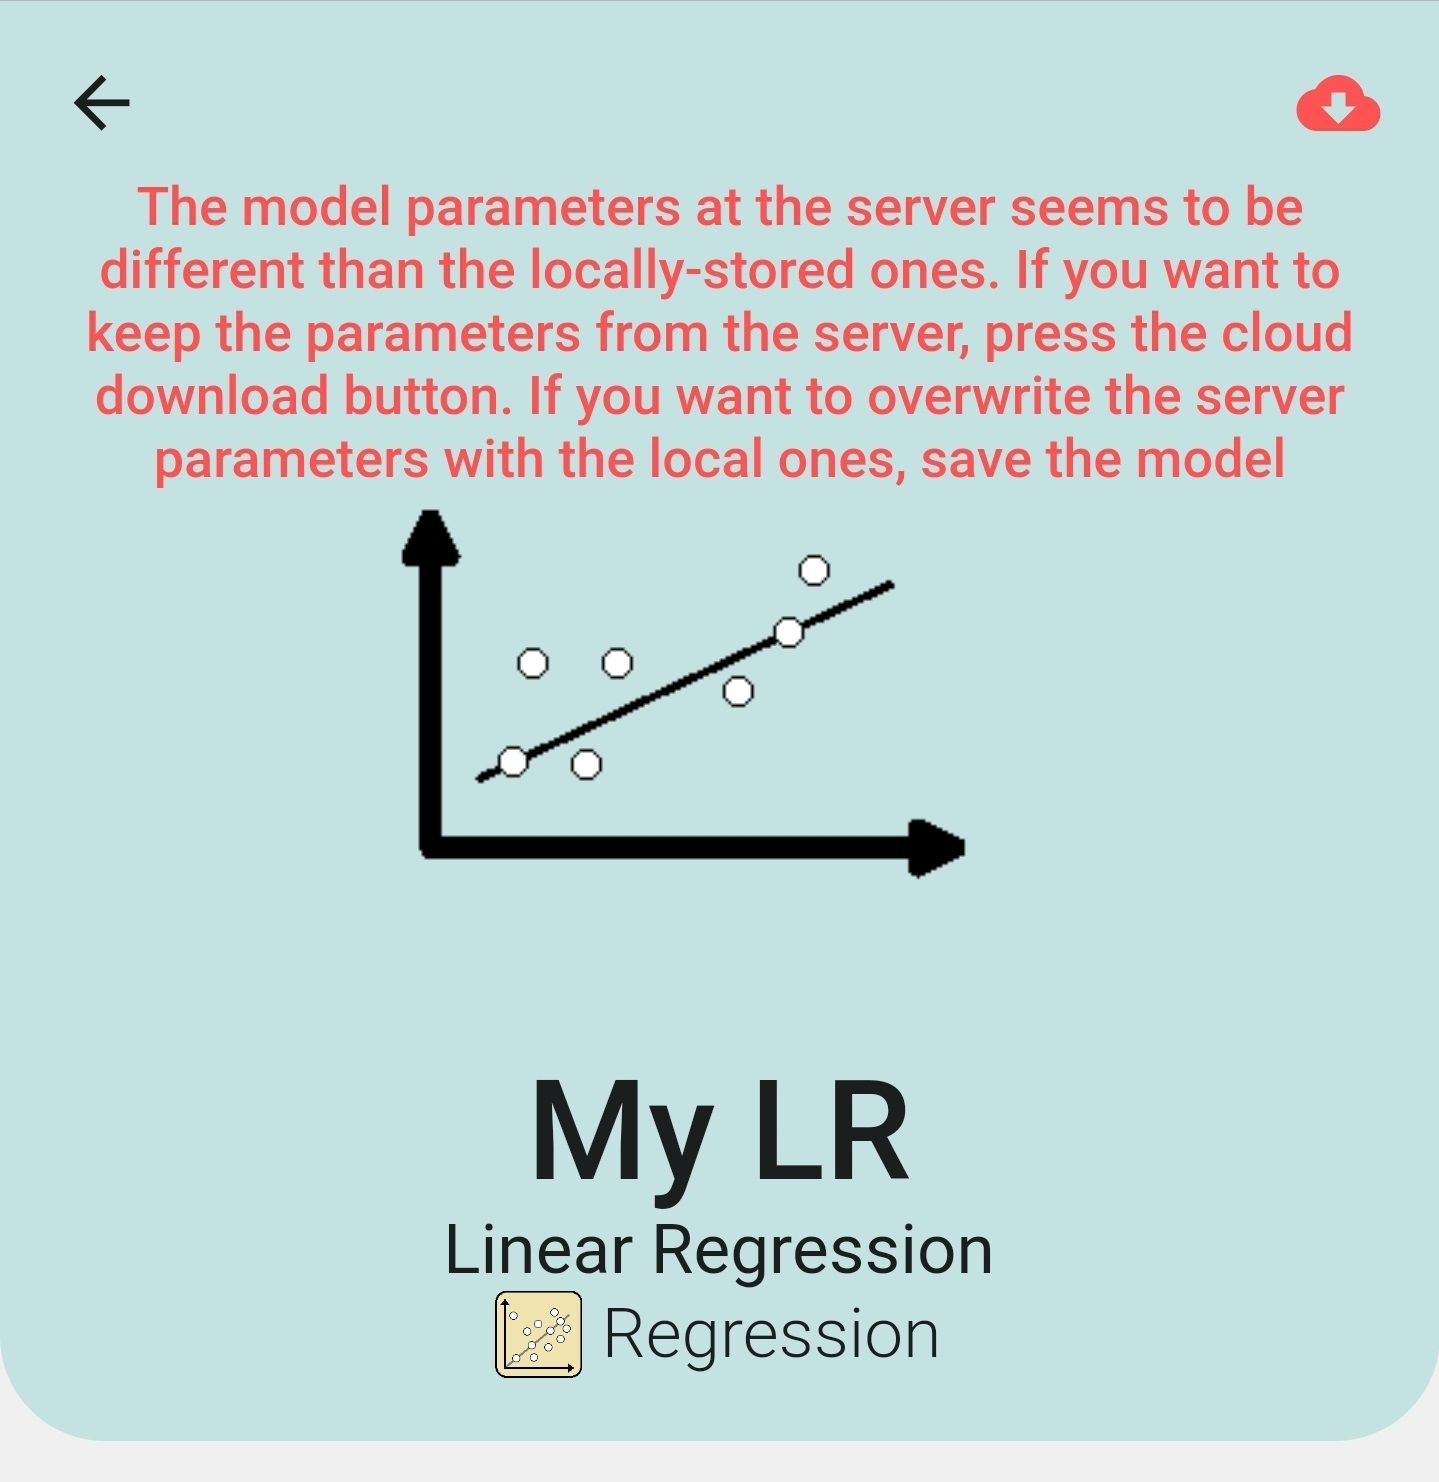 The model parameters at the server seems to be
different than the locally-stored ones. If you want to
keep the parameters from the server, press the cloud
download button. If you want to overwrite the server
parameters with the local ones, save the model
My LR
Linear Regression
Regression